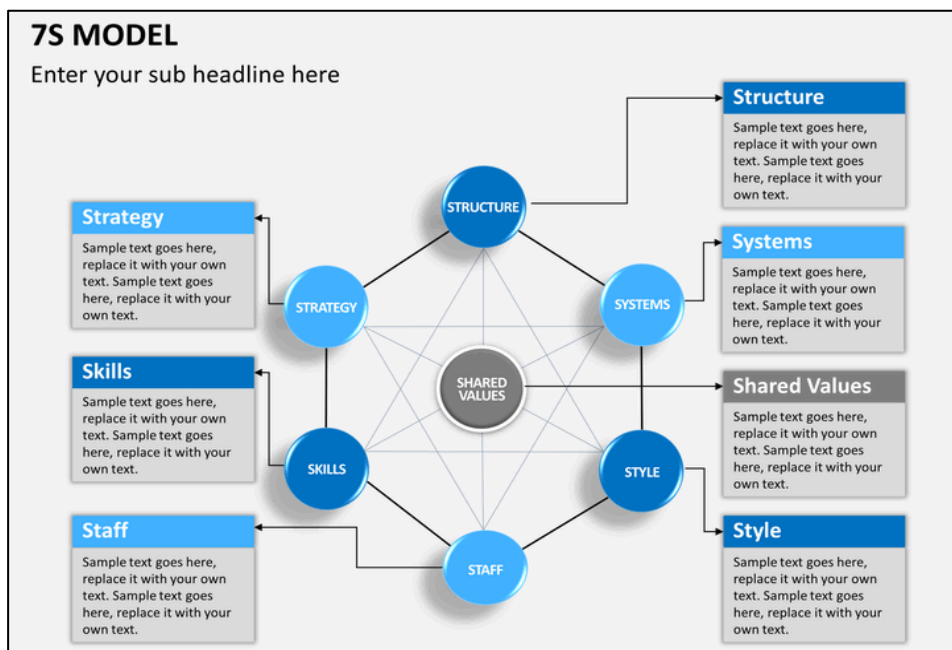 7S MODEL
Enter your sub headline here
Structure
Sample text goes here,
replace it with your own
text. Sample text goes
here, replace it with your
own text.
Strategy
Sample text goes here,
replace it with your own
text. Sample text goes
here, replace it with your
own text.
Systems
Sample text goes here,
replace it with your own
text. Sample text goes
here, replace it with your
own text.
Skills
Sample text goes here,
replace it with your own
text. Sample text goes
here, replace it with your
own text.
Shared Values
Sample text goes here,
replace it with your own
text. Sample text goes
here, replace it with your
own text.
Staff
Sample text goes here,
replace it with your own
text. Sample text goes
here, replace it with your
own text.
Style
Sample text goes here,
replace it with your own
text. Sample text goes
here, replace it with your
own text.
STRUCTURE
STRATEGY
SYSTEMS
SHARED
VALUES
SKILLS
STYLE
STAFF